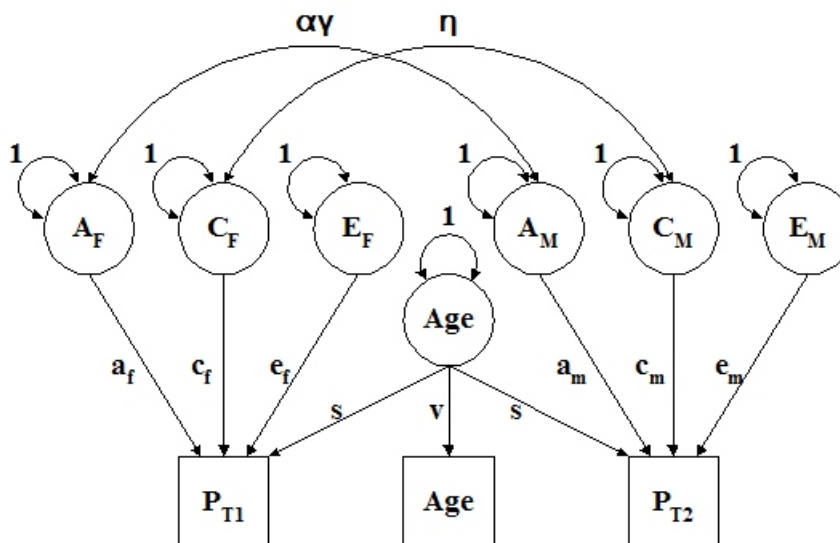 αγ η
1 1 1 1 1 1
A_F C_F E_F A_M C_M E_M
1
Age
a_f c_f e_f a_m c_m e_m
s v s
P_T1 Age P_T2